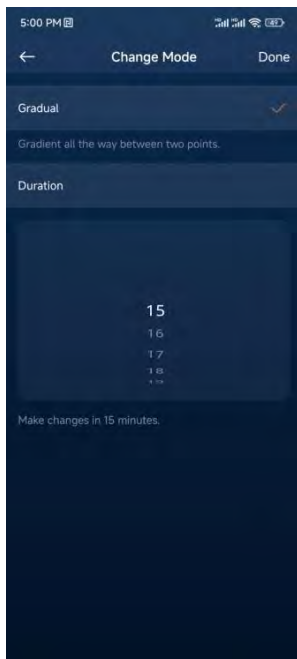 5:00 PM
Change Mode Done
Gradual
Gradient all the way between two points.
Duration
15
16
17
18
Make changes in 15 minutes.